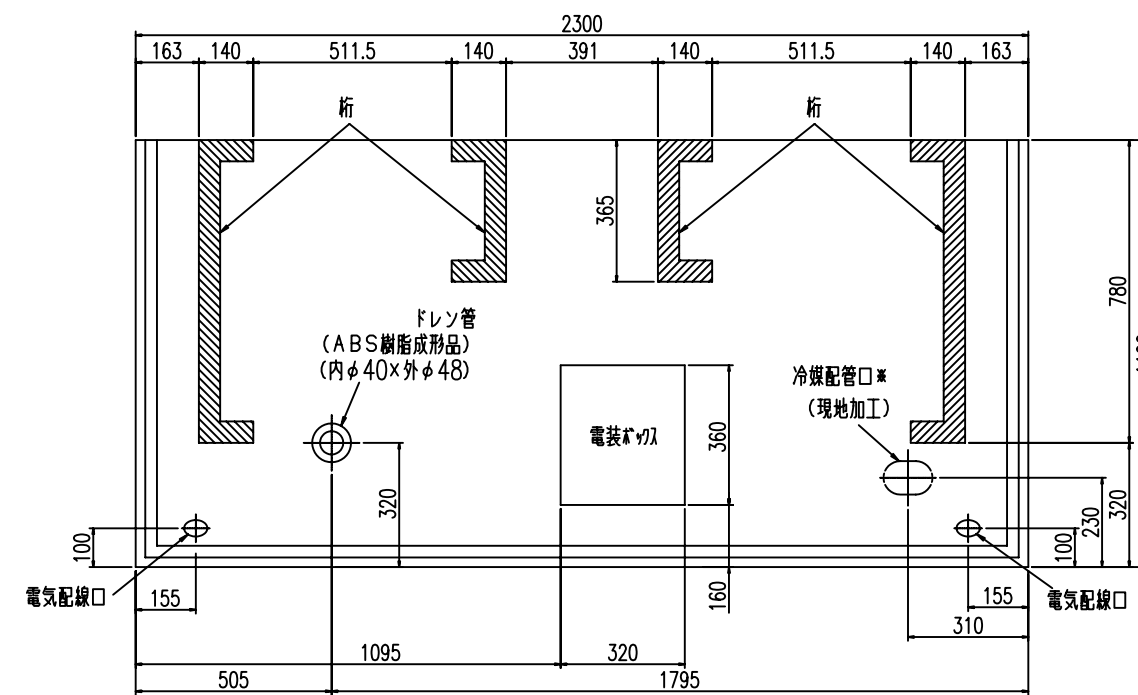 2300
163 140 511.5 140 391 140 511.5 140 163
桁 桁
365
780
ドレン管
(ABS樹脂成形品)
(内φ40×外φ48)
冷媒配管口※
(現地加工)
電装ボックス
360
320
230
320
100
100
電気配線口
155
160
155
電気配線口
310
1095
320
505
1795